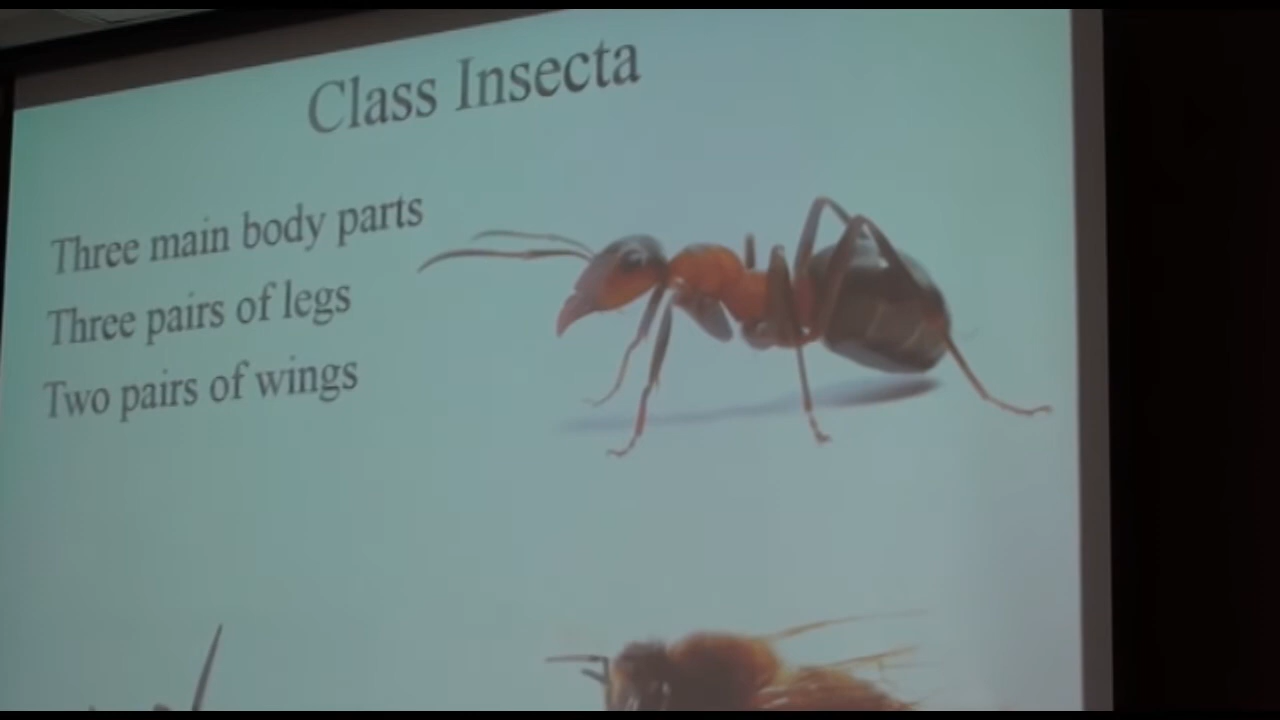 Class Insecta
Three main body parts
Three pairs of legs
Two pairs of wings